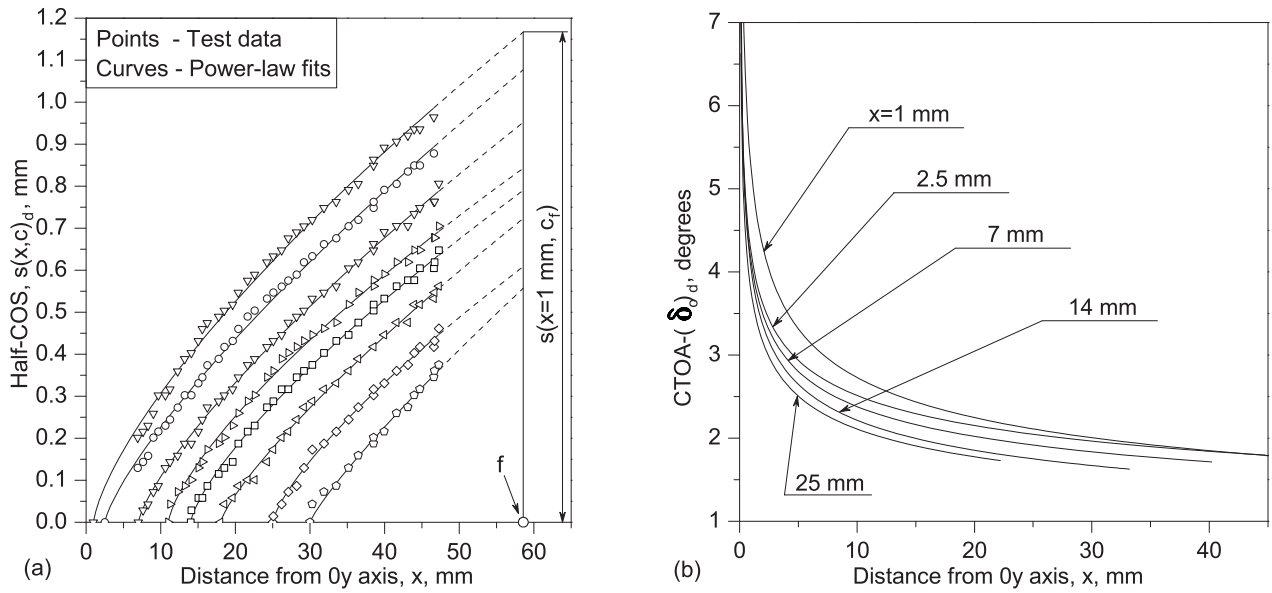 1.2
1.1
1.0
0.9
0.8
0.7
0.6
0.5
0.4
0.3
0.2
0.1
0.0
Half-COS, s(x,c)d, mm
Points - Test data
Curves - Power-law fits
s(x=1 mm, cf)
f
0 10 20 30 40 50 60
(a)
Distance from 0y axis, x, mm
7
6
5
4
3
2
1
CTOA-(δo)d, degrees
x=1 mm
2.5 mm
7 mm
14 mm
25 mm
0 10 20 30 40
(b)
Distance from 0y axis, x, mm